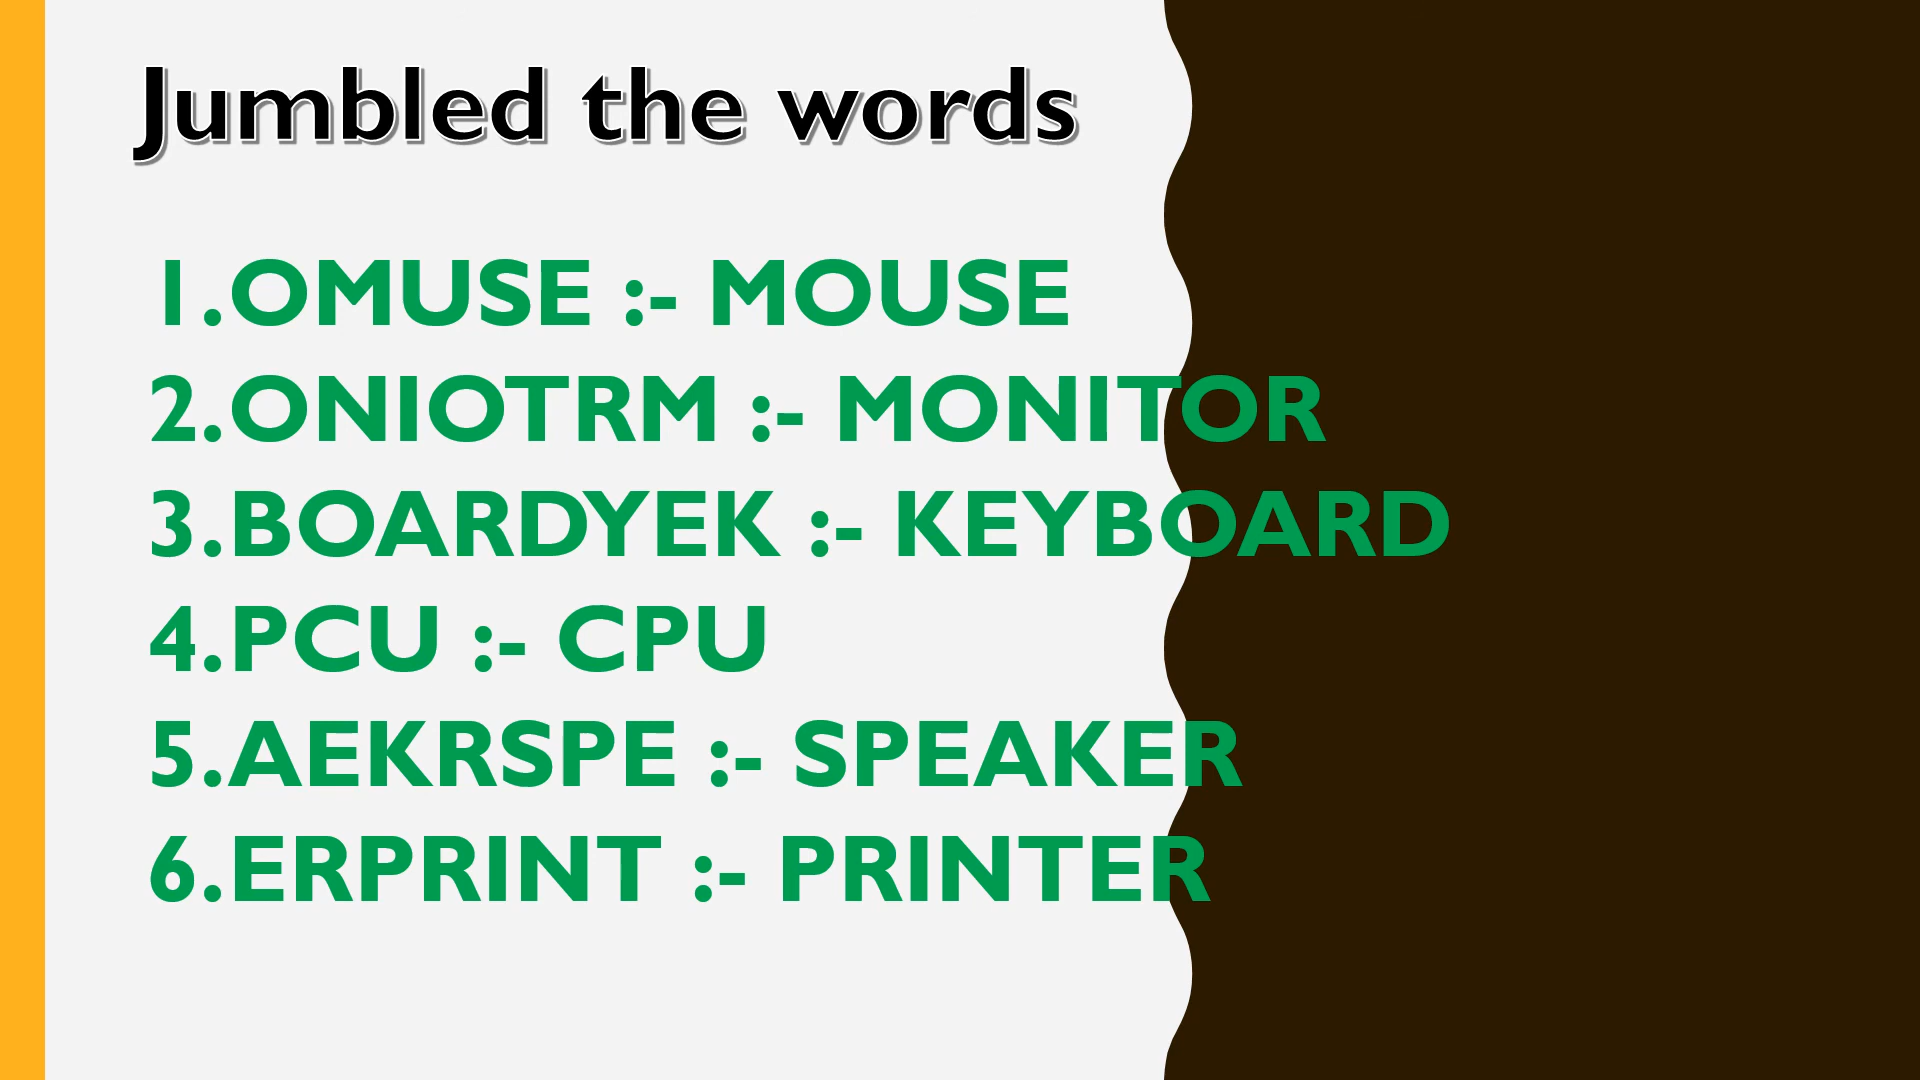 Jumbled the words
1.OMUSE :- MOUSE
2.ONIOTRM :- MONITOR
3.BOARDYEK :- KEYBOARD
4.PCU :- CPU
5.AEKRSPE :- SPEAKER
6.ERPRINT :- PRINTER